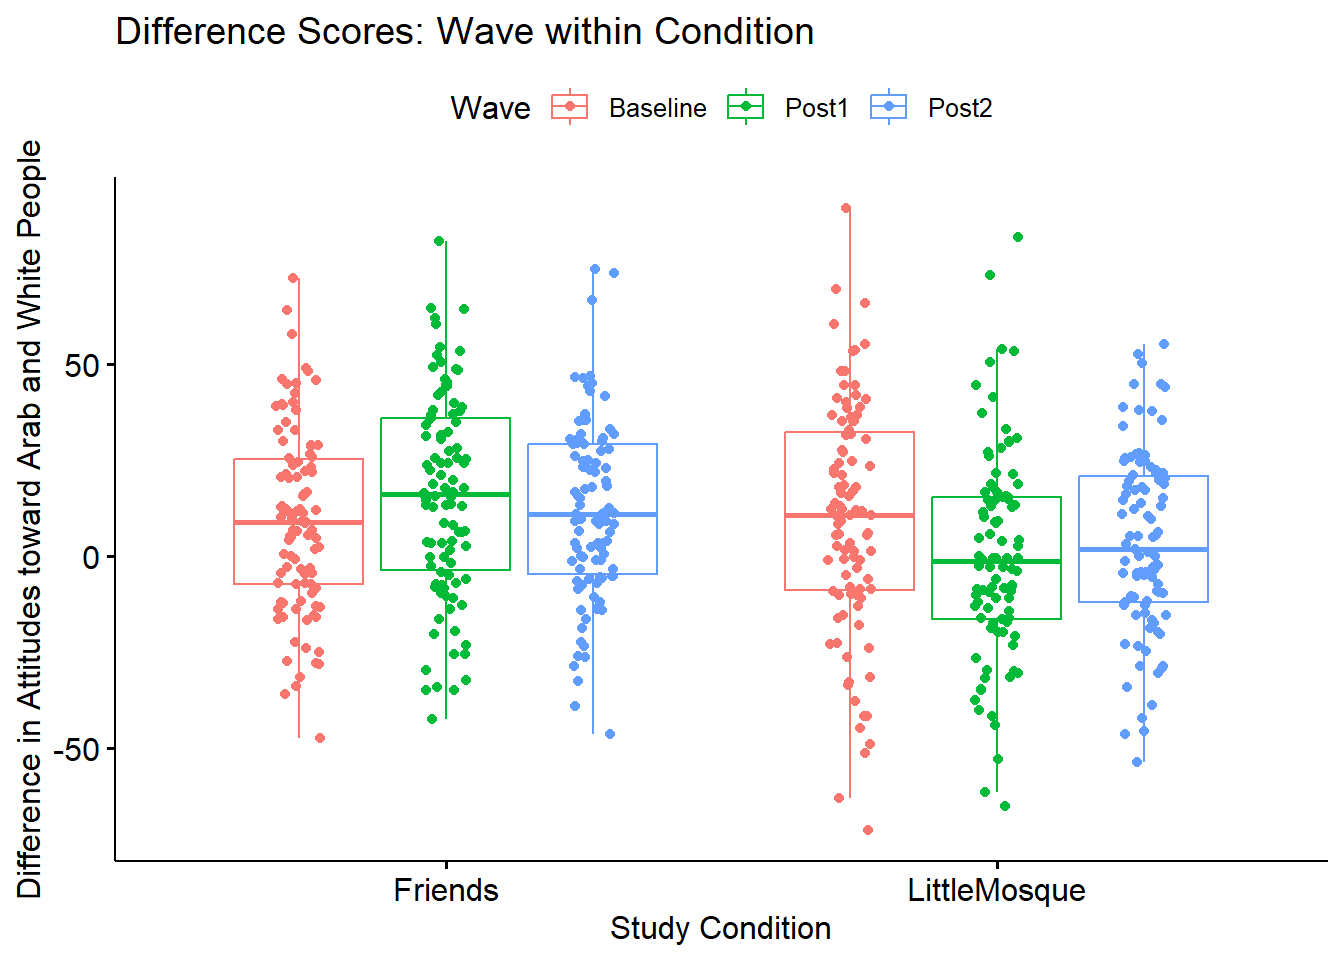 Difference Scores: Wave within Condition
Wave Baseline Post1 Post2
Difference in Attitudes toward Arab and White People
50
0
-50
Friends LittleMosque
Study Condition